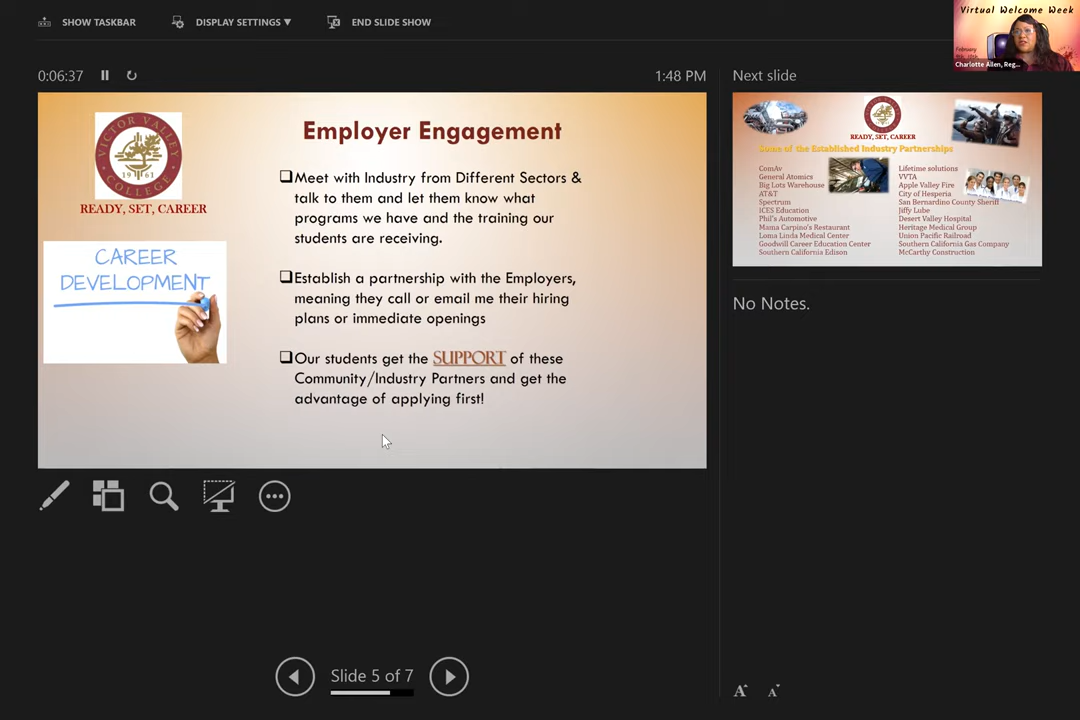 SHOW TASKBAR
DISPLAY SETTINGS ▼
END SLIDE SHOW
Virtual Welcome Week
February
Charlotte Allen, Reg...
0:06:37
1:48 PM
Next slide
VICTOR VALLEY
1961
COLLEGE
READY, SET, CAREER
CAREER
DEVELOPMENT
Employer Engagement
❑Meet with Industry from Different Sectors &
talk to them and let them know what
programs we have and the training our
students are receiving.
❑Establish a partnership with the Employers,
meaning they call or email me their hiring
plans or immediate openings
❑Our students get the SUPPORT of these
Community/Industry Partners and get the
advantage of applying first!
READY, SET, CAREER
Some of the Established Industry Partnerships
ComAv
General Atomics
Big Lots Warehouse
AT&T
Spectrum
ICES Education
Phil's Automotive
Mama Carpino's Restaurant
Loma Linda Medical Center
Goodwill Career Education Center
Southern California Edison
Lifetime solutions
VVTA
Apple Valley Fire
City of Hesperia
San Bernardino County Sheriff
Jiffy Lube
Desert Valley Hospital
Heritage Medical Group
Union Pacific Railroad
Southern California Gas Company
McCarthy Construction
No Notes.
Slide 5 of 7
A A